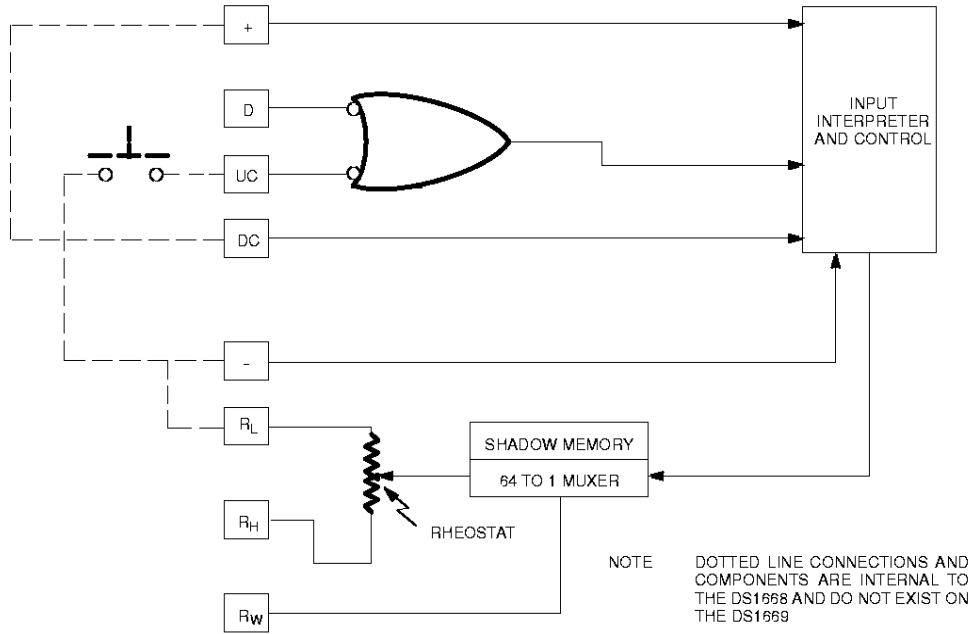 +
D
UC
DC
-
RL
RH
RW
INPUT
INTERPRETER
AND CONTROL
SHADOW MEMORY
64 TO 1 MUXER
RHEOSTAT
NOTE DOTTED LINE CONNECTIONS AND
COMPONENTS ARE INTERNAL TO
THE DS1668 AND DO NOT EXIST ON
THE DS1669